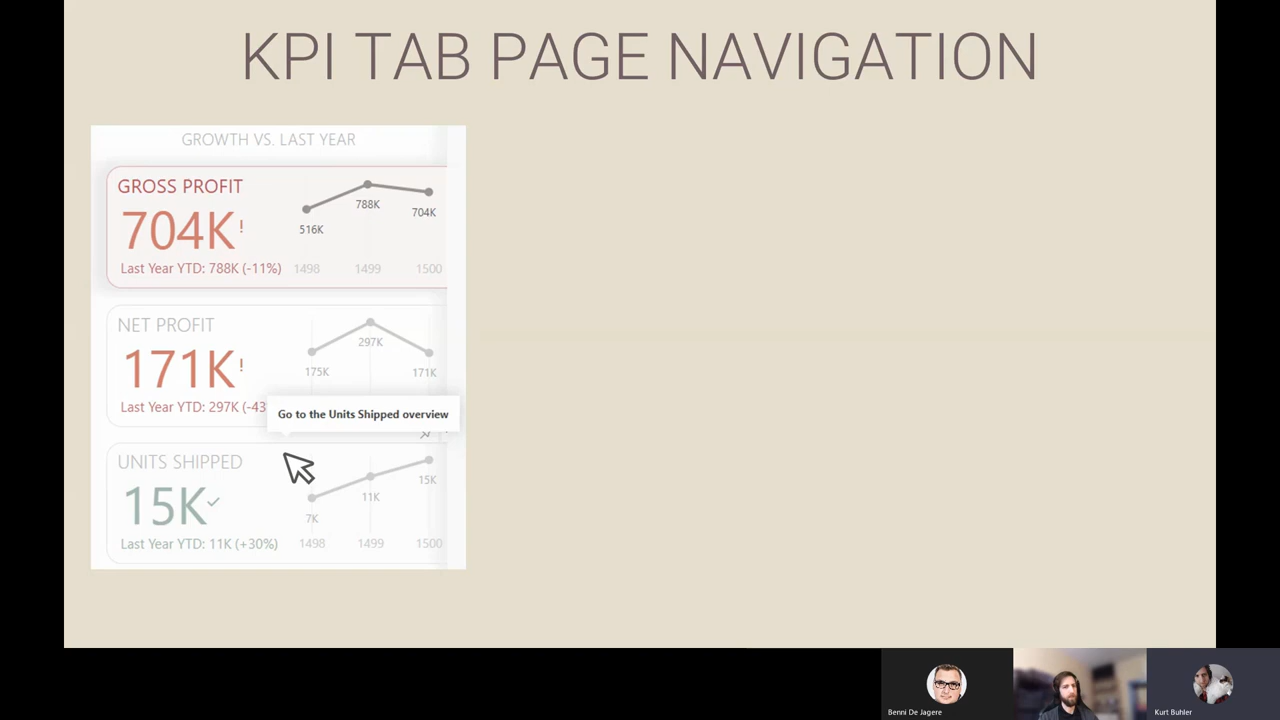 KPI TAB PAGE NAVIGATION
GROWTH VS. LAST YEAR
GROSS PROFIT
704K!
Last Year YTD: 788K (-11%)
516K
788K
704K
1498 1499 1500
NET PROFIT
171K!
Last Year YTD: 297K (-43
175K
297K
171K
Go to the Units Shipped overview
UNITS SHIPPED
15K
Last Year YTD: 11K (+30%)
7K
11K
15K
1498 1499 1500
Benni De Jagere
Kurt Buhler